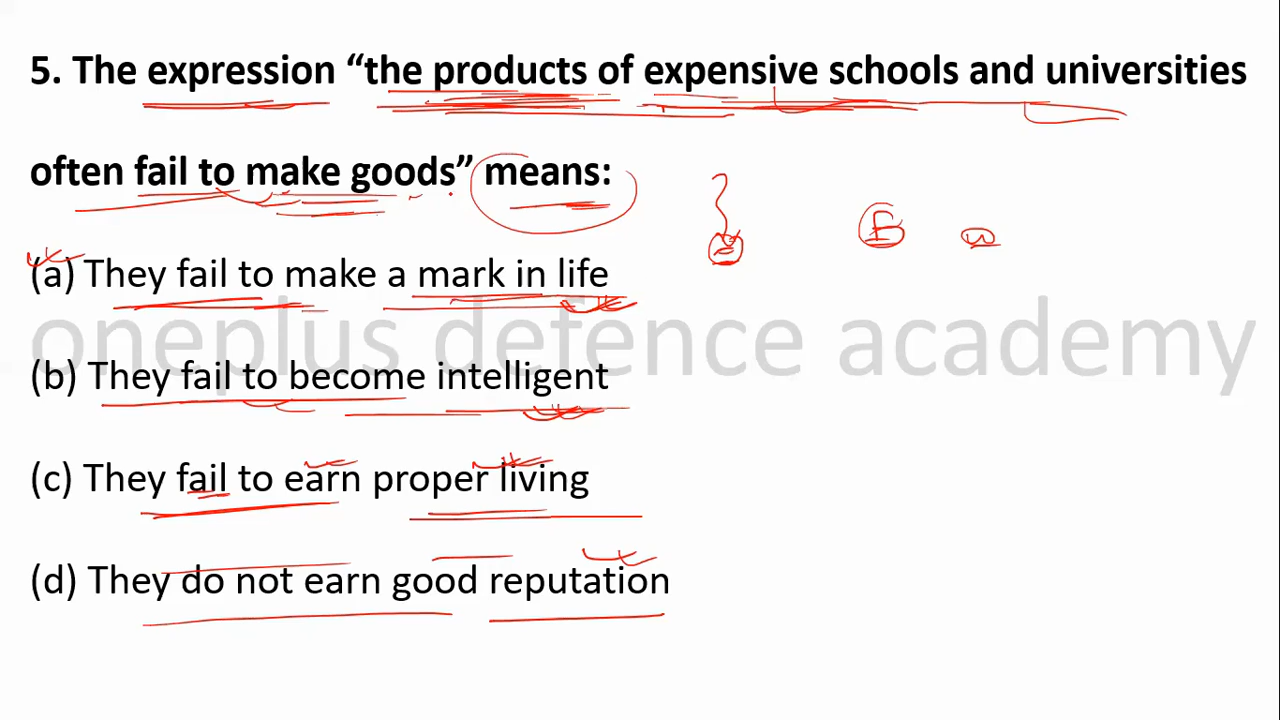 5. The expression “the products of expensive schools and universities
often fail to make goods” means:
(a) They fail to make a mark in life
oneplus defence academy
(b) They fail to become intelligent
(c) They fail to earn proper living
(d) They do not earn good reputation